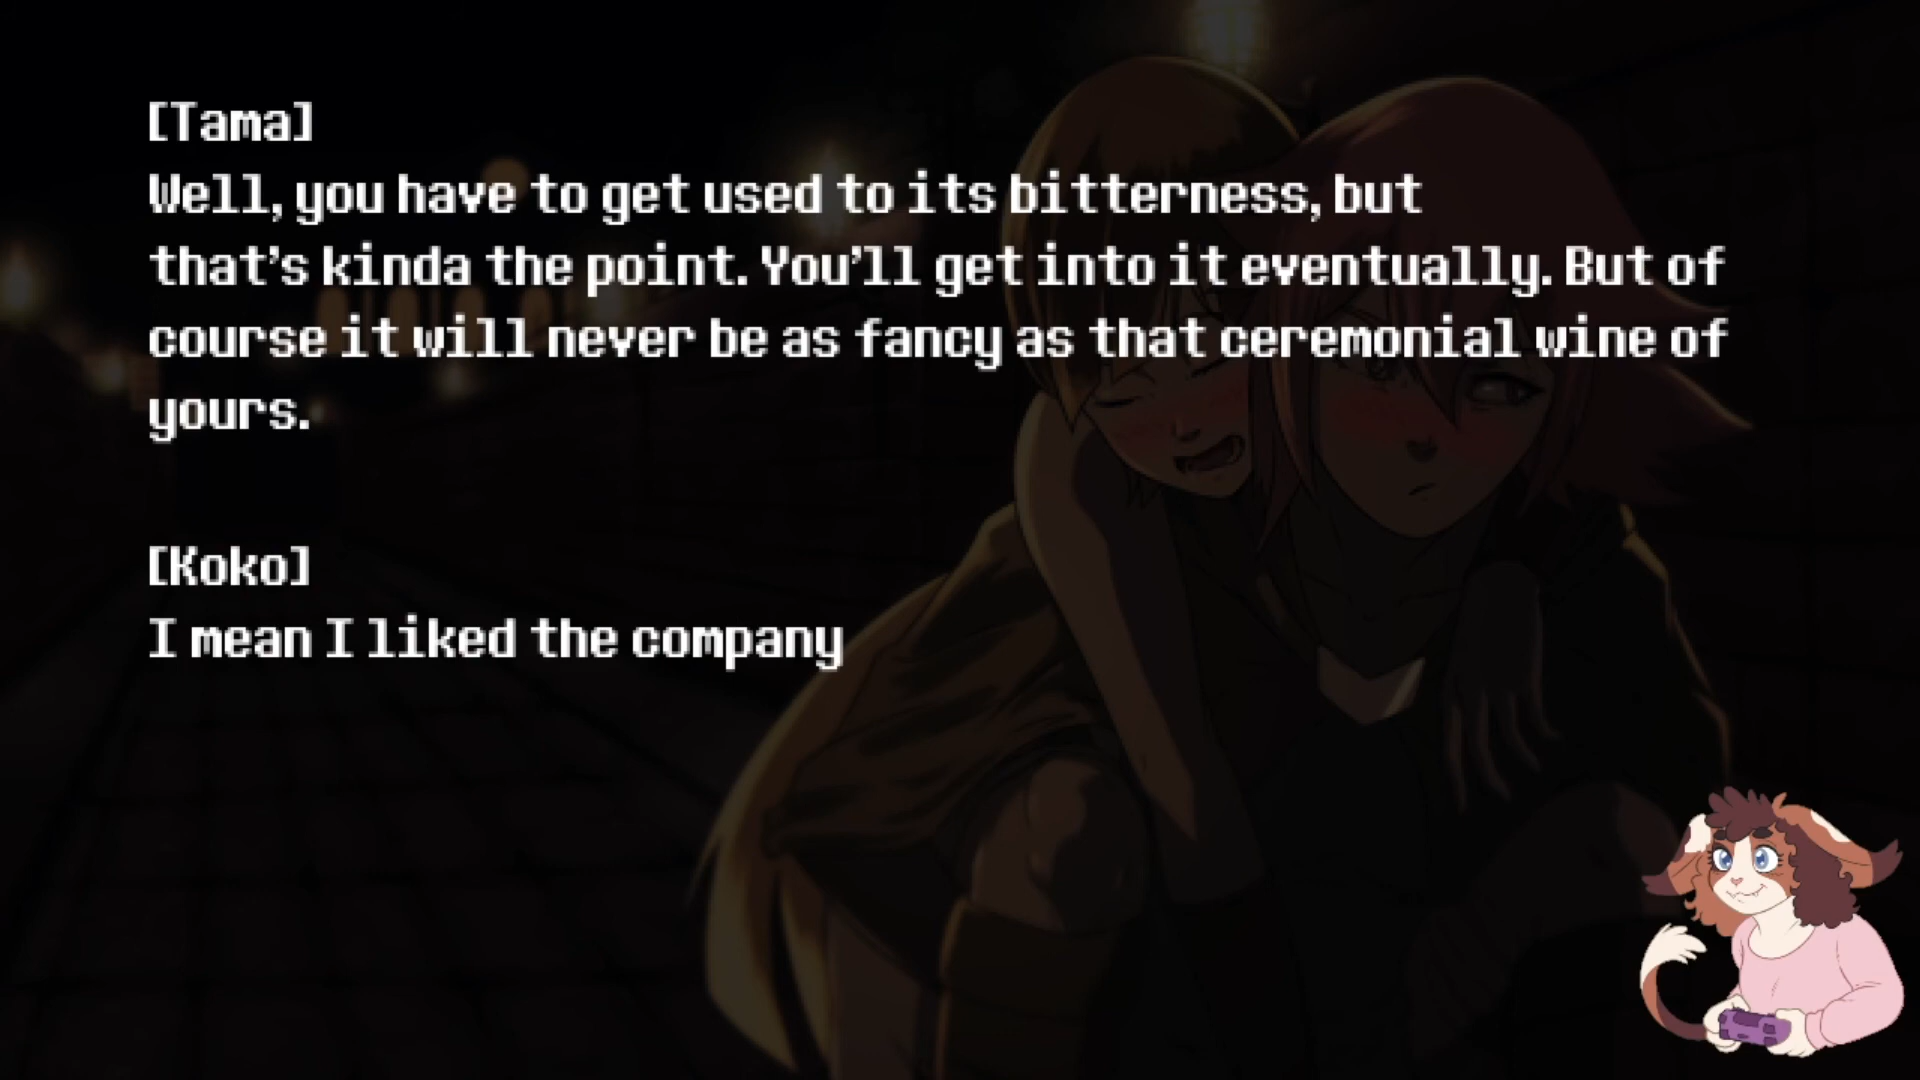 [Tama]
Well, you have to get used to its bitterness, but
that's kinda the point. You'll get into it eventually. But of
course it will never be as fancy as that ceremonial wine of
yours.
[Koko]
I mean I liked the company